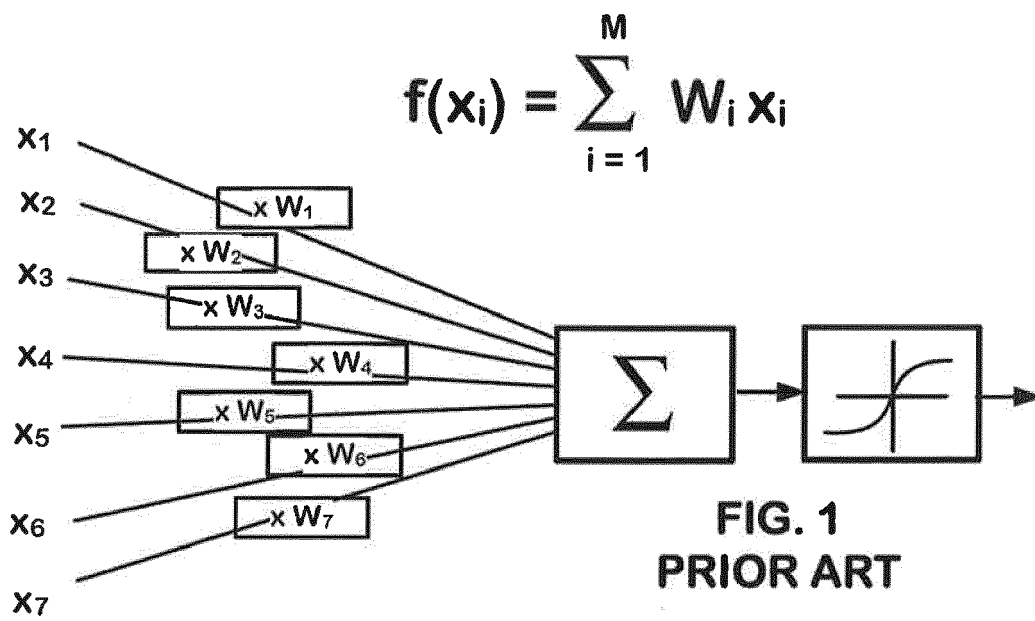 M
f(xᵢ) = ∑ Wᵢ xᵢ
i = 1
x₁
x W₁
x₂
x W₂
x₃
x W₃
x₄
x W₄
x₅
x W₅
x W₆
x₆
x W₇
x₇
∑
FIG. 1
PRIOR ART